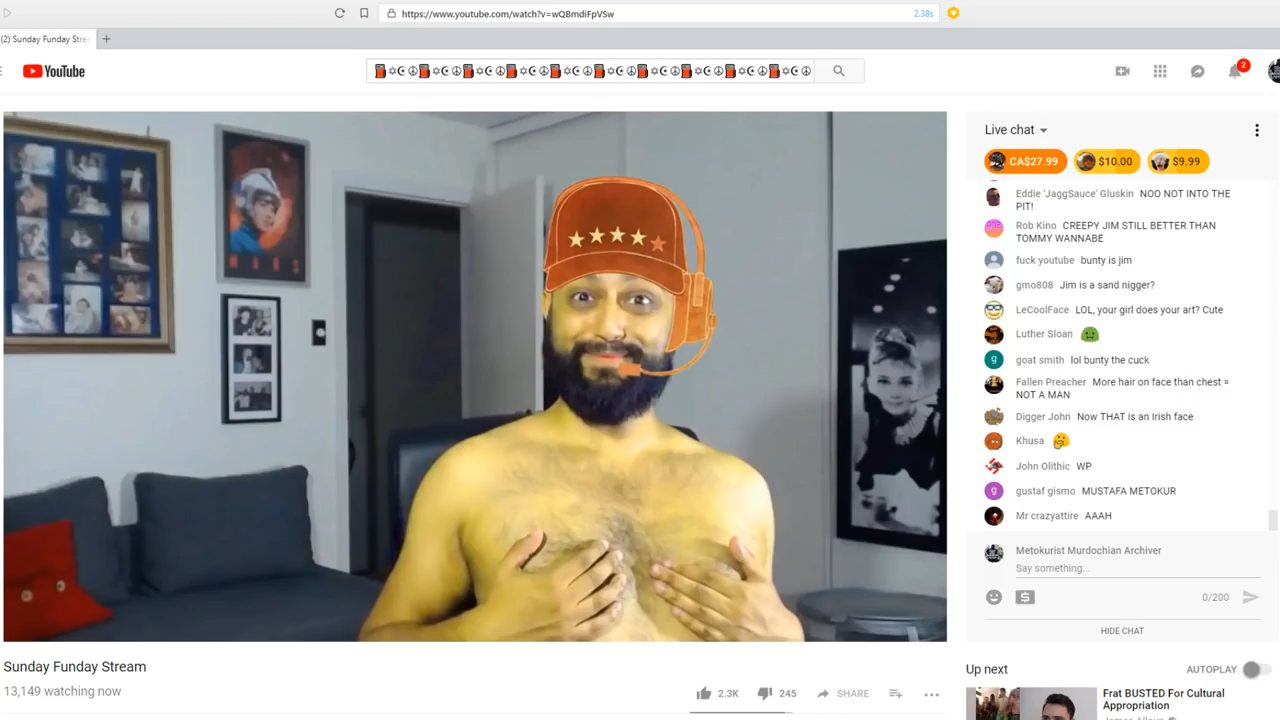 https://www.youtube.com/watch?v=wQBmdiFpVSw
2.38s
(2) Sunday Funday Stre
YouTube
2
MARS
Live chat
CA$27.99
$10.00
$9.99
Eddie 'JaggSauce' Gluskin NOO NOT INTO THE
PIT!
Rob Kino CREEPY JIM STILL BETTER THAN
TOMMY WANNABE
fuck youtube bunty is jim
gmo808 Jim is a sand nigger?
LeCoolFace LOL, your girl does your art? Cute
Luther Sloan
g
goat smith lol bunty the cuck
Fallen Preacher More hair on face than chest =
NOT A MAN
Digger John Now THAT is an Irish face
Khusa
John Olithic WP
g
gustaf gismo MUSTAFA METOKUR
Mr crazyattire AAAH
Metokurist Murdochian Archiver
Say something...
0/200
HIDE CHAT
Sunday Funday Stream
13,149 watching now
2.3K
245
SHARE
Up next
AUTOPLAY
Frat BUSTED For Cultural
Appropriation